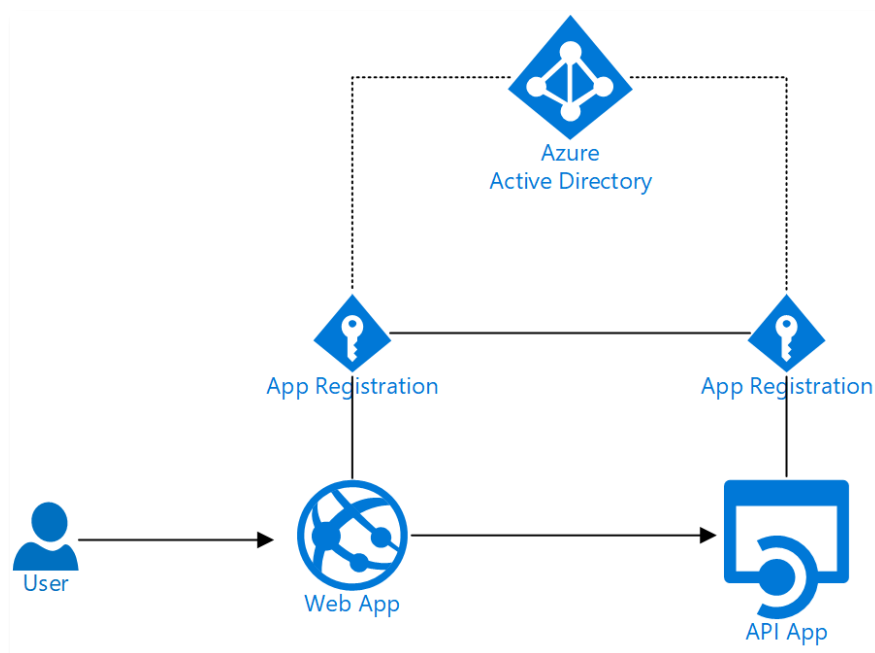 Azure
Active Directory
App Registration
App Registration
User
Web App
API App